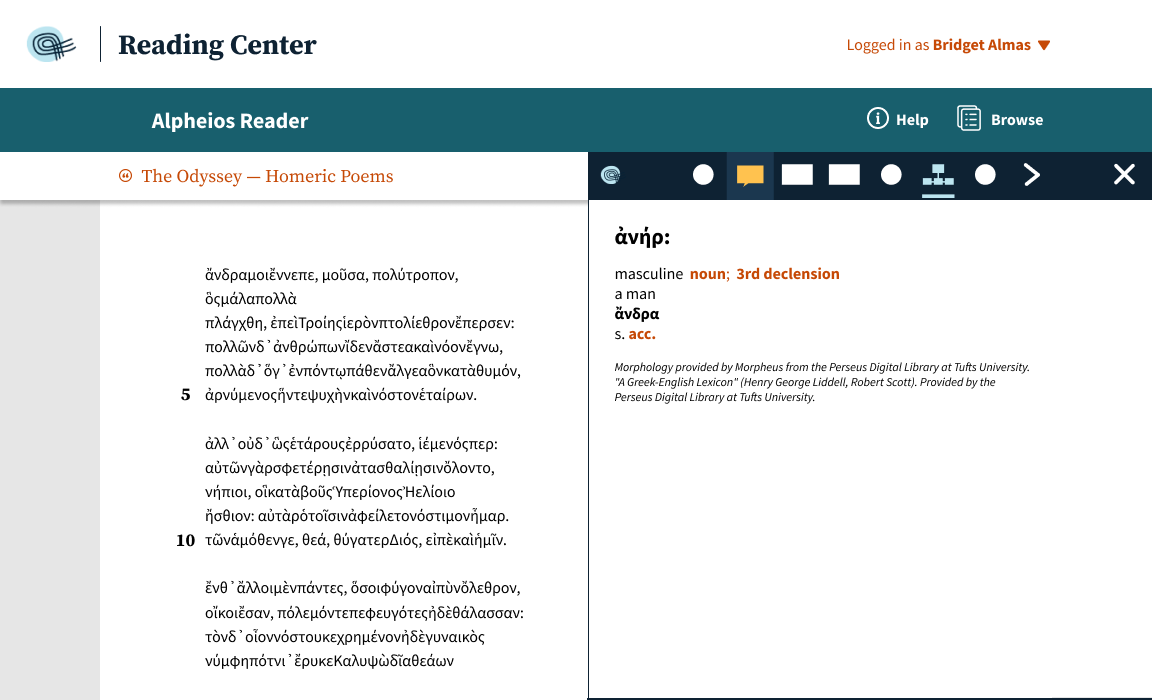 Reading Center
Logged in as Bridget Almas
Alpheios Reader
Help
Browse
The Odyssey — Homeric Poems
ἄνδραμοιἔννεπε, μοῦσα, πολύτροπον,
ὃςμάλαπολλὰ
πλάγχθη, ἐπεὶΤροίηςἱερὸνπτολίεθρονἔπερσεν:
πολλῶνδ᾽ἀνθρώπωνἴδενἄστεακαὶνόονἔγνω,
πολλὰδ᾽ὅγ᾽ἐνπόντῳπάθενἄλγεαὃνκατὰθυμόν,
5 ἀρνύμενοςἥντεψυχὴνκαὶνόστονἑταίρων.
ἀλλ᾽οὐδ᾽ὣςἑτάρουςἐρρύσατο, ἱέμενόςπερ:
αὐτῶνγὰρσφετέρῃσινἀτασθαλίῃσινὄλοντο,
νήπιοι, οἳκατὰβοῦςὙπερίονοςἨελίοιο
ἤσθιον: αὐτὰρὁτοῖσινἀφείλετονόστιμονἦμαρ.
10 τῶνἁμόθενγε, θεά, θύγατερΔιός, εἰπὲκαὶἡμῖν.
ἔνθ᾽ἄλλοιμὲνπάντες, ὅσοιφύγοναἰπὺνὄλεθρον,
οἴκοιἔσαν, πόλεμόντεπεφευγότεςἠδὲθάλασσαν:
τὸνδ᾽οἶοννόστουκεχρημένονἠδὲγυναικὸς
νύμφηπότνι᾽ἔρυκεΚαλυψὼδῖαθεάων
ἀνήρ:
masculine noun; 3rd declension
a man
ἄνδρα
s. acc.
Morphology provided by Morpheus from the Perseus Digital Library at Tufts University.
"A Greek-English Lexicon" (Henry George Liddell, Robert Scott). Provided by the
Perseus Digital Library at Tufts University.